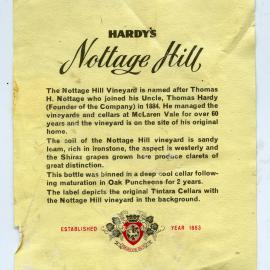 HARDY'S
Nottage Hill
The Nottage Hill Vineyard is named after Thomas
H. Nottage who joined his Uncle, Thomas Hardy
(Founder of the Company) in 1884. He managed the
vineyards and cellars at McLaren Vale for over 60
years and the vineyard is on the site of his original
home.
The soil of the Nottage Hill vineyard is sandy
loam, rich in ironstone, the aspect is westerly and
the Shiraz grapes grown here produce clarets of
great distinction.
This bottle was binned in a deep cool cellar follow-
ing maturation in Oak Puncheons for 2 years.
The label depicts the original Tintara Cellars with
the Nottage Hill vineyard in the background.
ESTABLISHED YEAR 1853